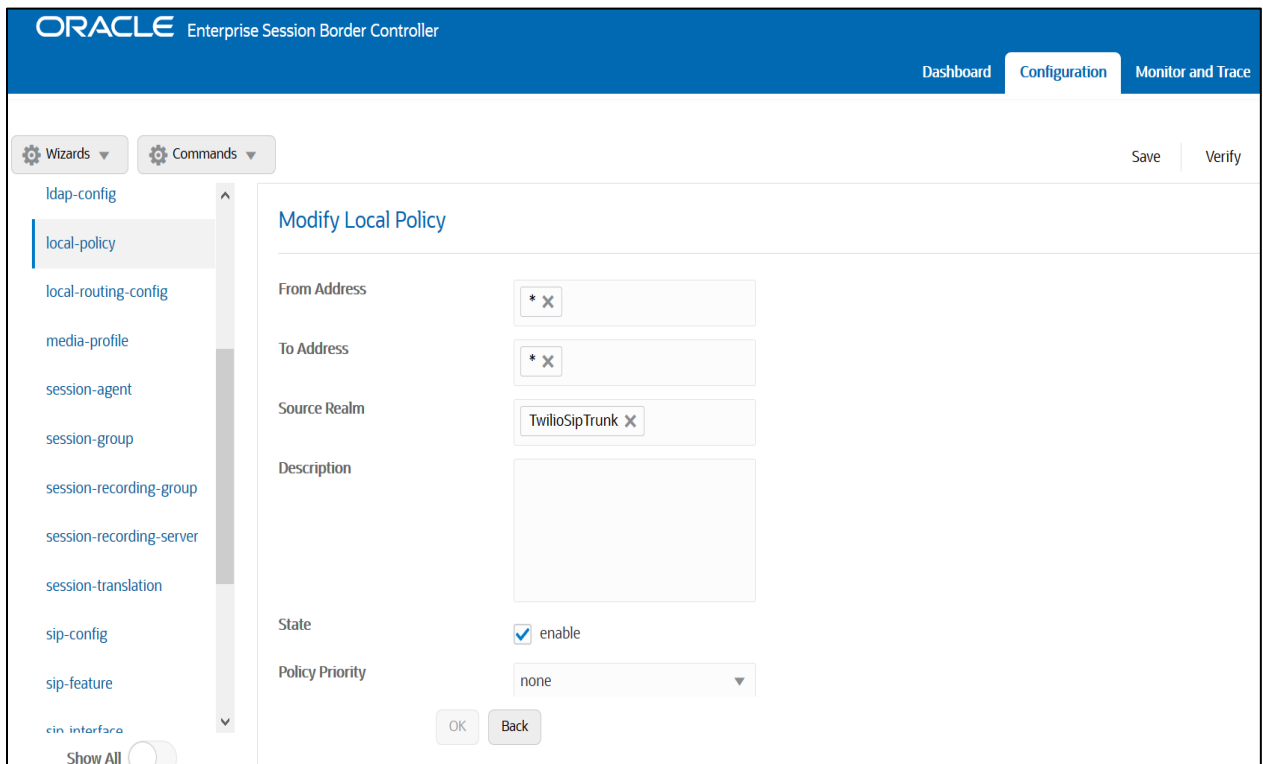 ORACLE Enterprise Session Border Controller
Dashboard Configuration Monitor and Trace
Wizards Commands Save Verify
ldap-config
local-policy
local-routing-config
media-profile
session-agent
session-group
session-recording-group
session-recording-server
session-translation
sip-config
sip-feature
sip-interface
Show All
Modify Local Policy
From Address *
To Address *
Source Realm TwilioSipTrunk
Description
State enable
Policy Priority none
OK Back